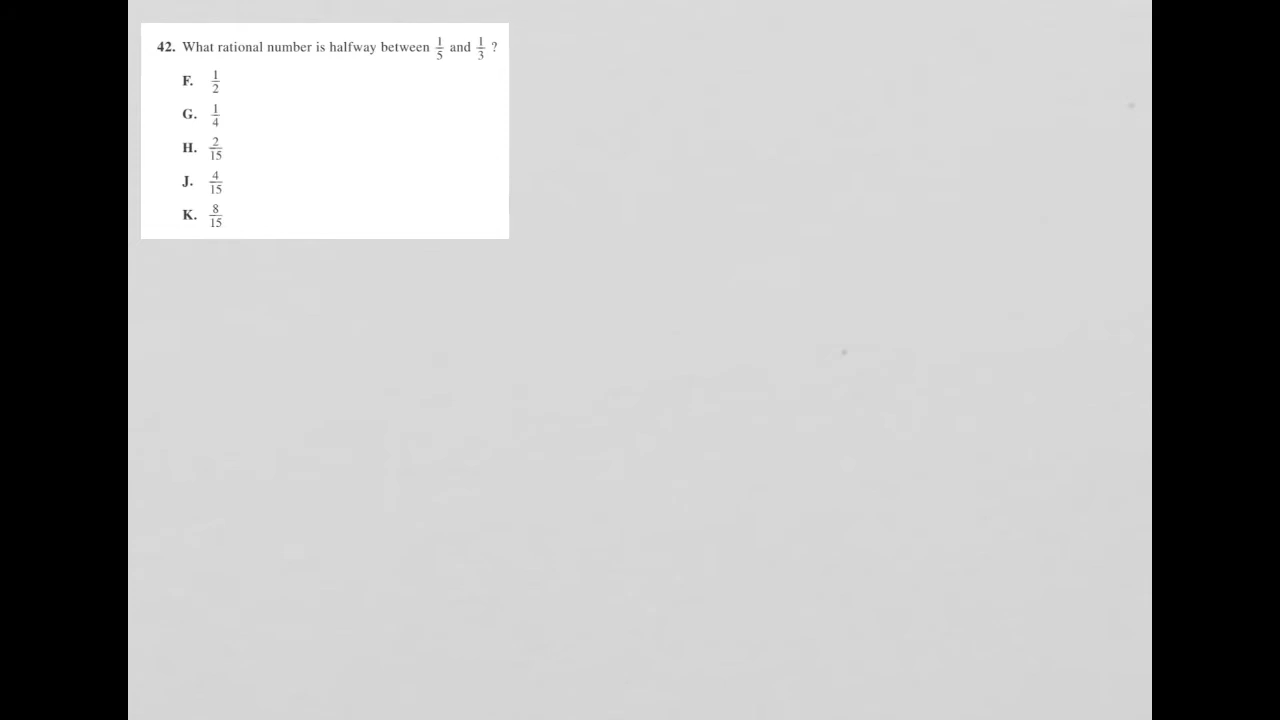 42. What rational number is halfway between 1/5 and 1/3 ?
F. 1/2
G. 1/4
H. 2/15
J. 4/15
K. 8/15